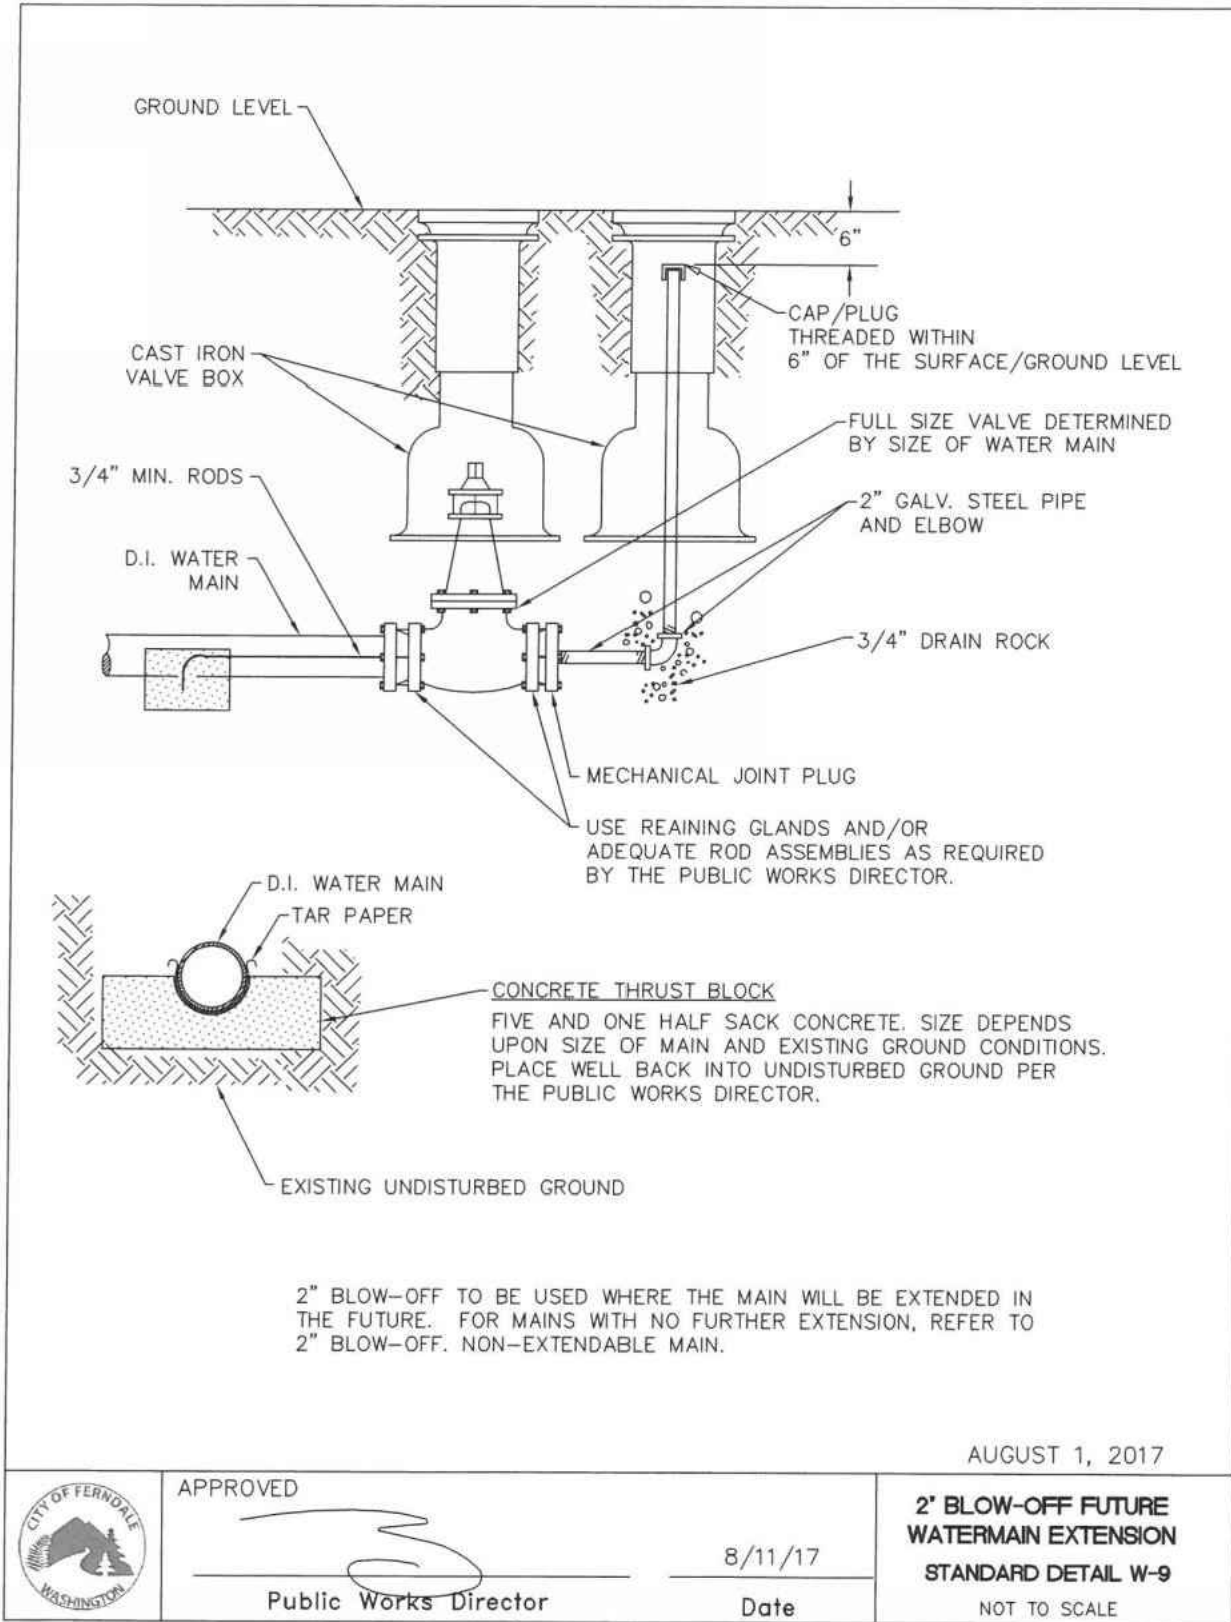 GROUND LEVEL
6"
CAP/PLUG
THREADED WITHIN
6" OF THE SURFACE/GROUND LEVEL
CAST IRON
VALVE BOX
FULL SIZE VALVE DETERMINED
BY SIZE OF WATER MAIN
3/4" MIN. RODS
2" GALV. STEEL PIPE
AND ELBOW
D.I. WATER
MAIN
3/4" DRAIN ROCK
MECHANICAL JOINT PLUG
USE REAINING GLANDS AND/OR
ADEQUATE ROD ASSEMBLIES AS REQUIRED
BY THE PUBLIC WORKS DIRECTOR.
D.I. WATER MAIN
TAR PAPER
CONCRETE THRUST BLOCK
FIVE AND ONE HALF SACK CONCRETE. SIZE DEPENDS
UPON SIZE OF MAIN AND EXISTING GROUND CONDITIONS.
PLACE WELL BACK INTO UNDISTURBED GROUND PER
THE PUBLIC WORKS DIRECTOR.
EXISTING UNDISTURBED GROUND
2" BLOW-OFF TO BE USED WHERE THE MAIN WILL BE EXTENDED IN
THE FUTURE. FOR MAINS WITH NO FURTHER EXTENSION, REFER TO
2" BLOW-OFF. NON-EXTENDABLE MAIN.
AUGUST 1, 2017
CITY OF FERNDALE
WASHINGTON
APPROVED
8/11/17
Public Works Director
Date
2" BLOW-OFF FUTURE
WATERMAIN EXTENSION
STANDARD DETAIL W-9
NOT TO SCALE